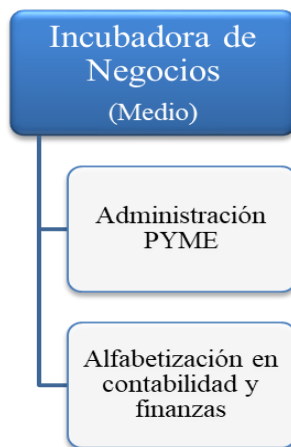 Incubadora de
Negocios
(Medio)
Administración
PYME
Alfabetización en
contabilidad y
finanzas